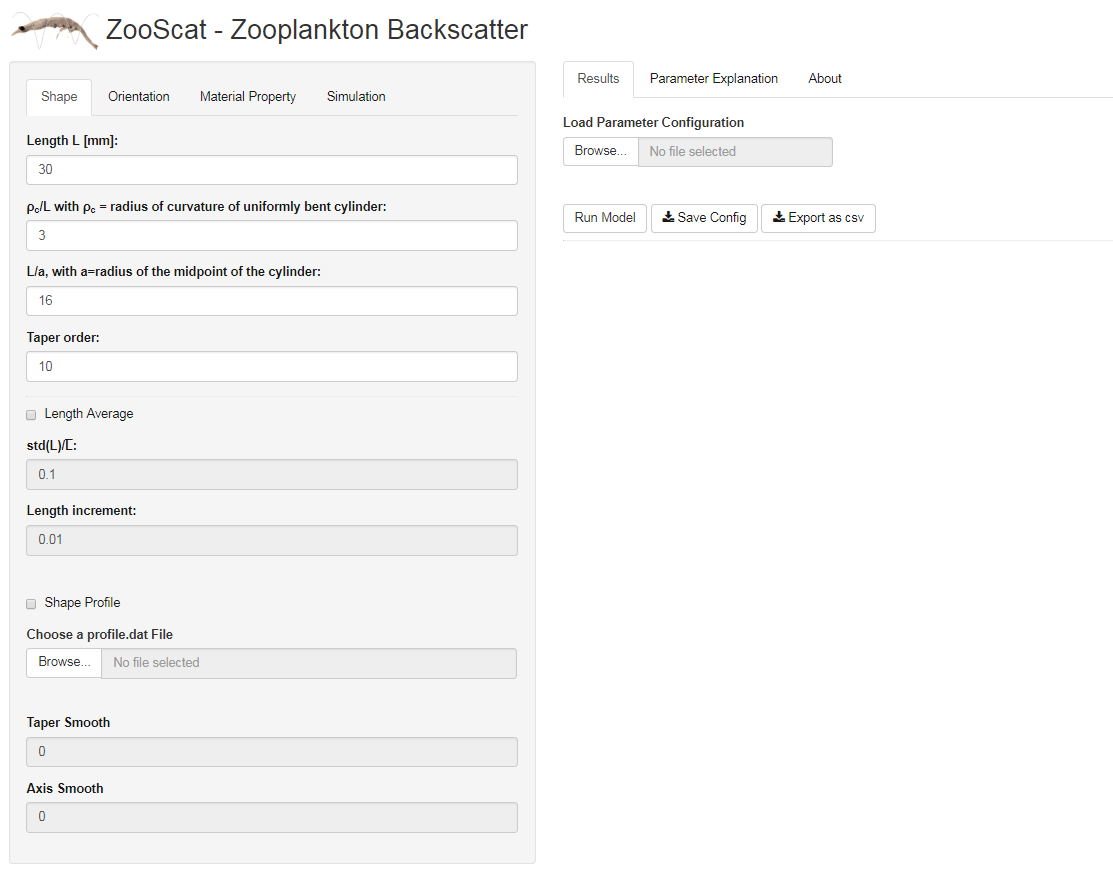 ZooScat - Zooplankton Backscatter
Shape Orientation Material Property Simulation
Length L [mm]:
30
ρc/L with ρc = radius of curvature of uniformly bent cylinder:
3
L/a, with a=radius of the midpoint of the cylinder:
16
Taper order:
10
Length Average
std(L)/L̅:
0.1
Length increment:
0.01
Shape Profile
Choose a profile.dat File
Browse... No file selected
Taper Smooth
0
Axis Smooth
0
Results Parameter Explanation About
Load Parameter Configuration
Browse... No file selected
Run Model Save Config Export as csv